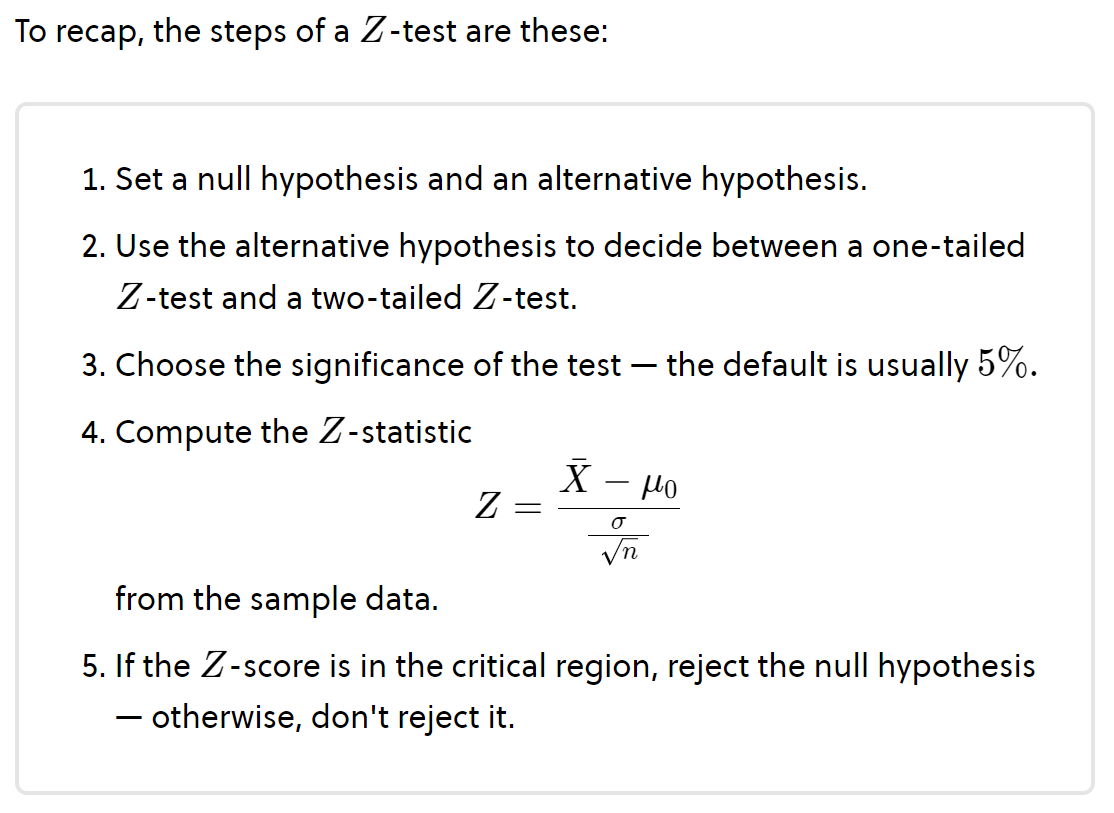 To recap, the steps of a Z-test are these:
1. Set a null hypothesis and an alternative hypothesis.
2. Use the alternative hypothesis to decide between a one-tailed
Z-test and a two-tailed Z-test.
3. Choose the significance of the test — the default is usually 5%.
4. Compute the Z-statistic
Z = \frac{\bar{X} - \mu_0}{\frac{\sigma}{\sqrt{n}}}
from the sample data.
5. If the Z-score is in the critical region, reject the null hypothesis
— otherwise, don't reject it.